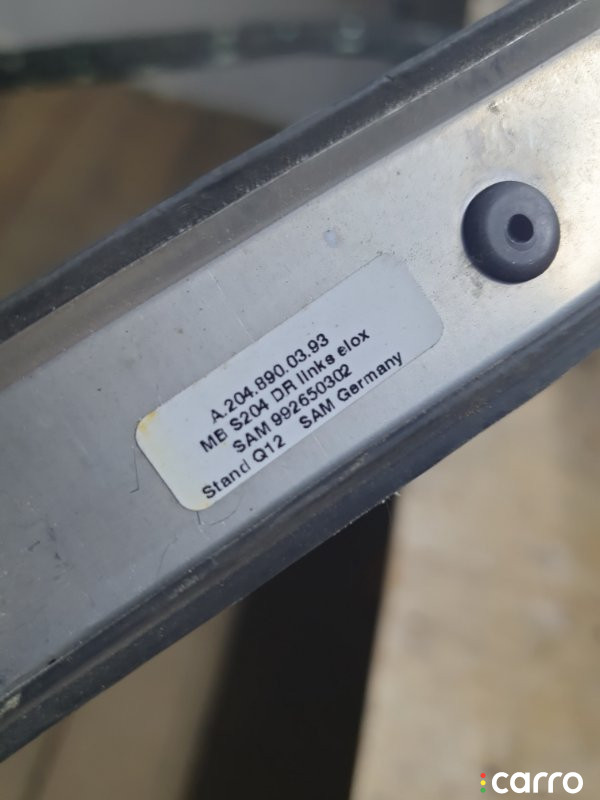 A.204.890.03.93
MB S204 DR links elox
SAM 992650302
Stand Q12 SAM Germany
carro